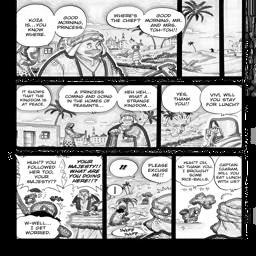 KOZA
IS...YOU
KNOW
WHERE.
GOOD
MORNING,
PRINCESS.
WHERE'S
THE CHIEF?
GOOD
MORNING, MR.
AND MRS.
TOH-TOH!!
IT SHOWS
THAT THE
KINGDOM IS
AT PEACE.
A PRINCESS
COMING AND GOING
IN THE HOMES OF
PEASANTS...
HEH HEH...
WHAT A
STRANGE
KINGDOM...
YES,
THANK
YOU!!
VIVI, WILL
YOU STAY
FOR LUNCH?
HUH!? YOU
FOLLOWED
HER TOO,
YOUR
MAJESTY!?
W-WELL...
I GET
WORRIED.
YOUR
MAJESTY!!
WHAT ARE
YOU DOING
HERE!?
!!
PLEASE
EXCUSE
ME!!
HUH!? OH,
NO THANK YOU
I BROUGHT
SOME
RICE-BALLS.
CAPTAIN
IGARAM,
WILL YOU
EAT LUNCH
WITH US?